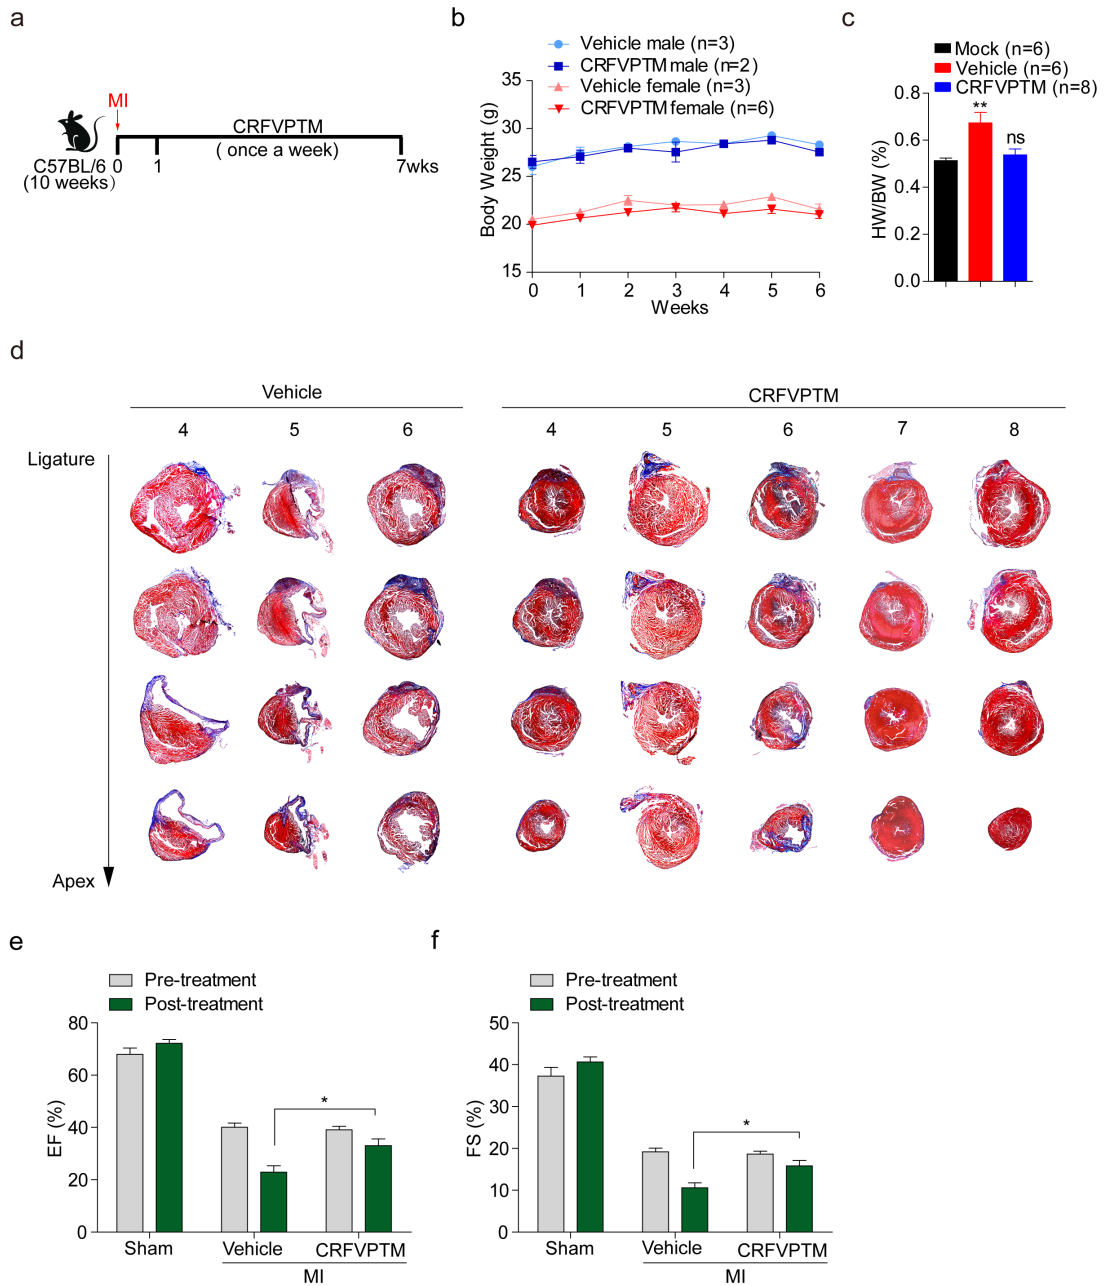 a
MI
CRFVPTM
( once a week)
C57BL/6
(10 weeks)
0
1
7wks
b
Vehicle male (n=3)
CRFVPTM male (n=2)
Vehicle female (n=3)
CRFVPTM female (n=6)
Body Weight (g)
35
30
25
20
15
0 1 2 3 4 5 6
Weeks
c
Mock (n=6)
Vehicle (n=6)
CRFVPTM (n=8)
HW/BW (%)
0.8
0.6
0.4
0.2
0.0
**
ns
d
Vehicle
CRFVPTM
4 5 6 4 5 6 7 8
Ligature
Apex
e
Pre-treatment
Post-treatment
EF (%)
80
60
40
20
0
*
Sham Vehicle CRFVPTM
MI
f
Pre-treatment
Post-treatment
FS (%)
50
40
30
20
10
0
*
Sham Vehicle CRFVPTM
MI